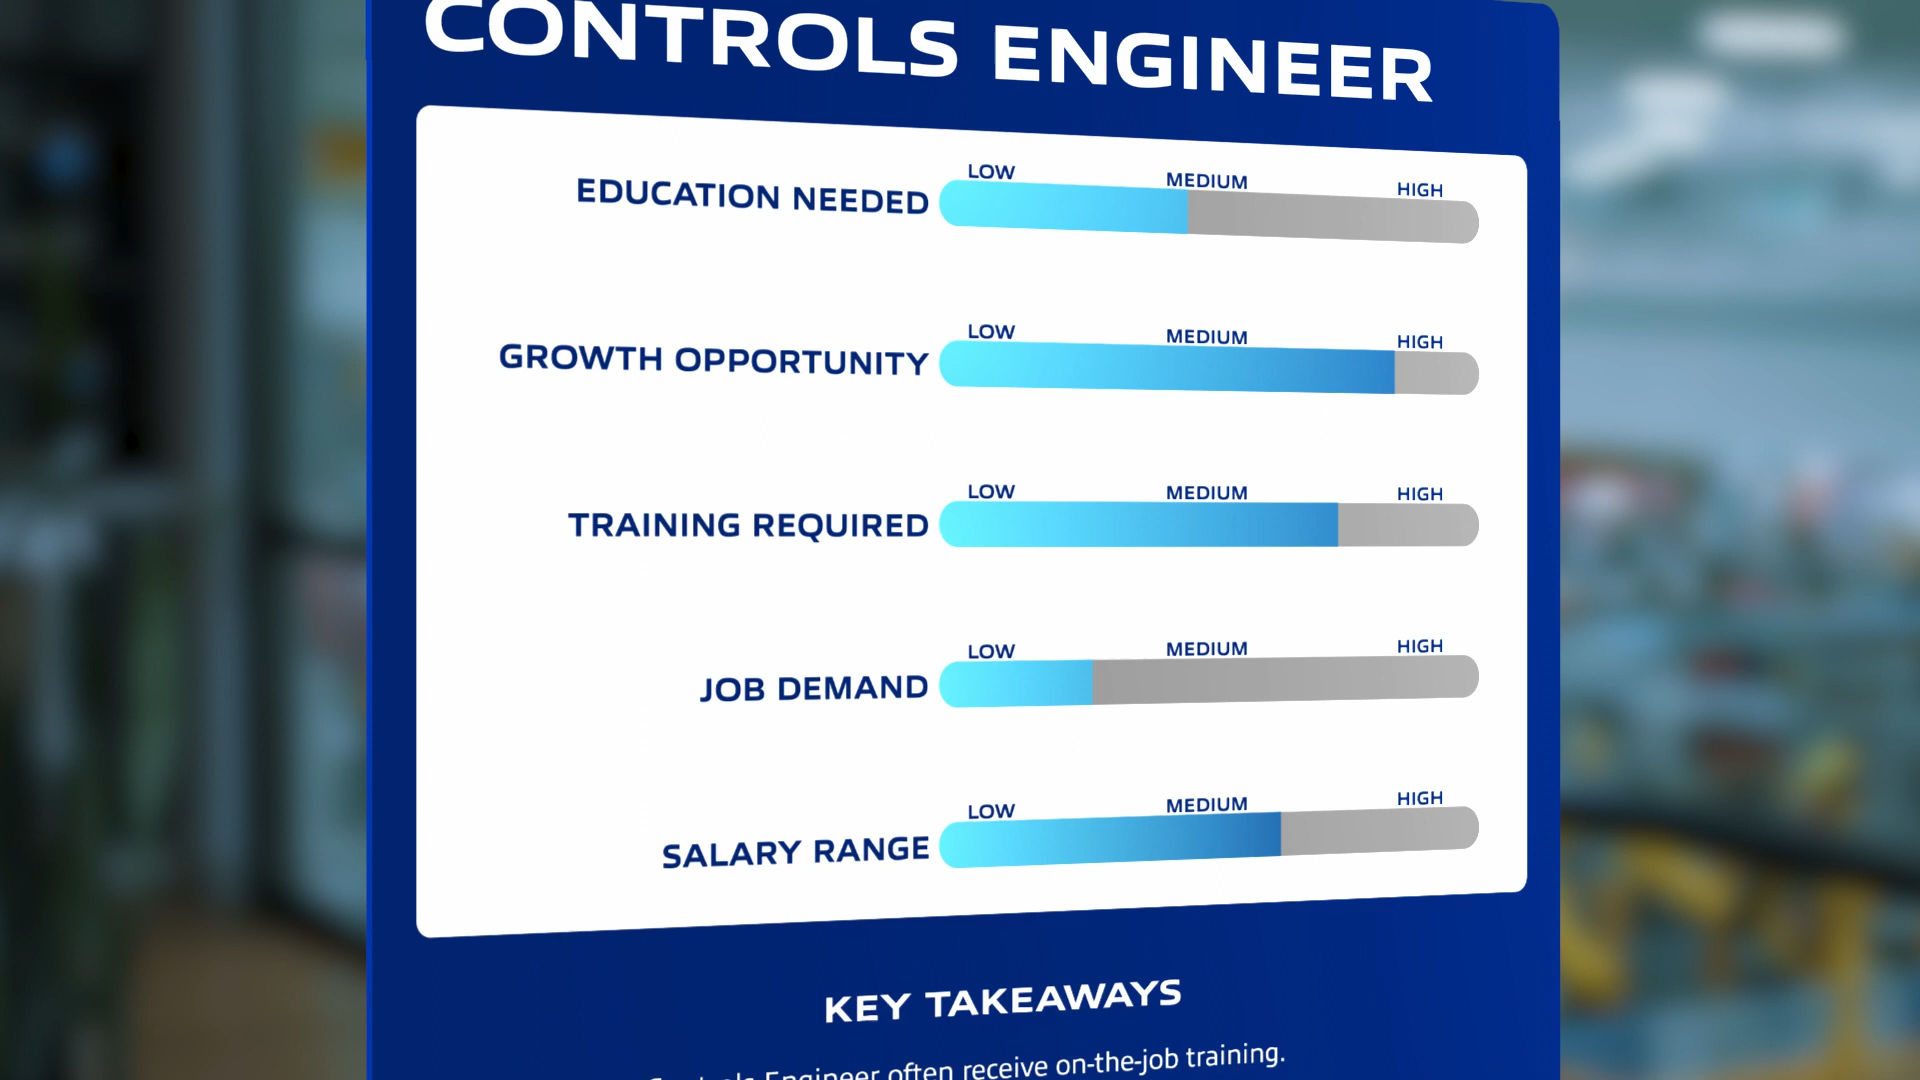 CONTROLS ENGINEER
LOW MEDIUM HIGH
EDUCATION NEEDED
LOW MEDIUM HIGH
GROWTH OPPORTUNITY
LOW MEDIUM HIGH
TRAINING REQUIRED
LOW MEDIUM HIGH
JOB DEMAND
LOW MEDIUM HIGH
SALARY RANGE
KEY TAKEAWAYS
Engineer often receive on-the-job training.